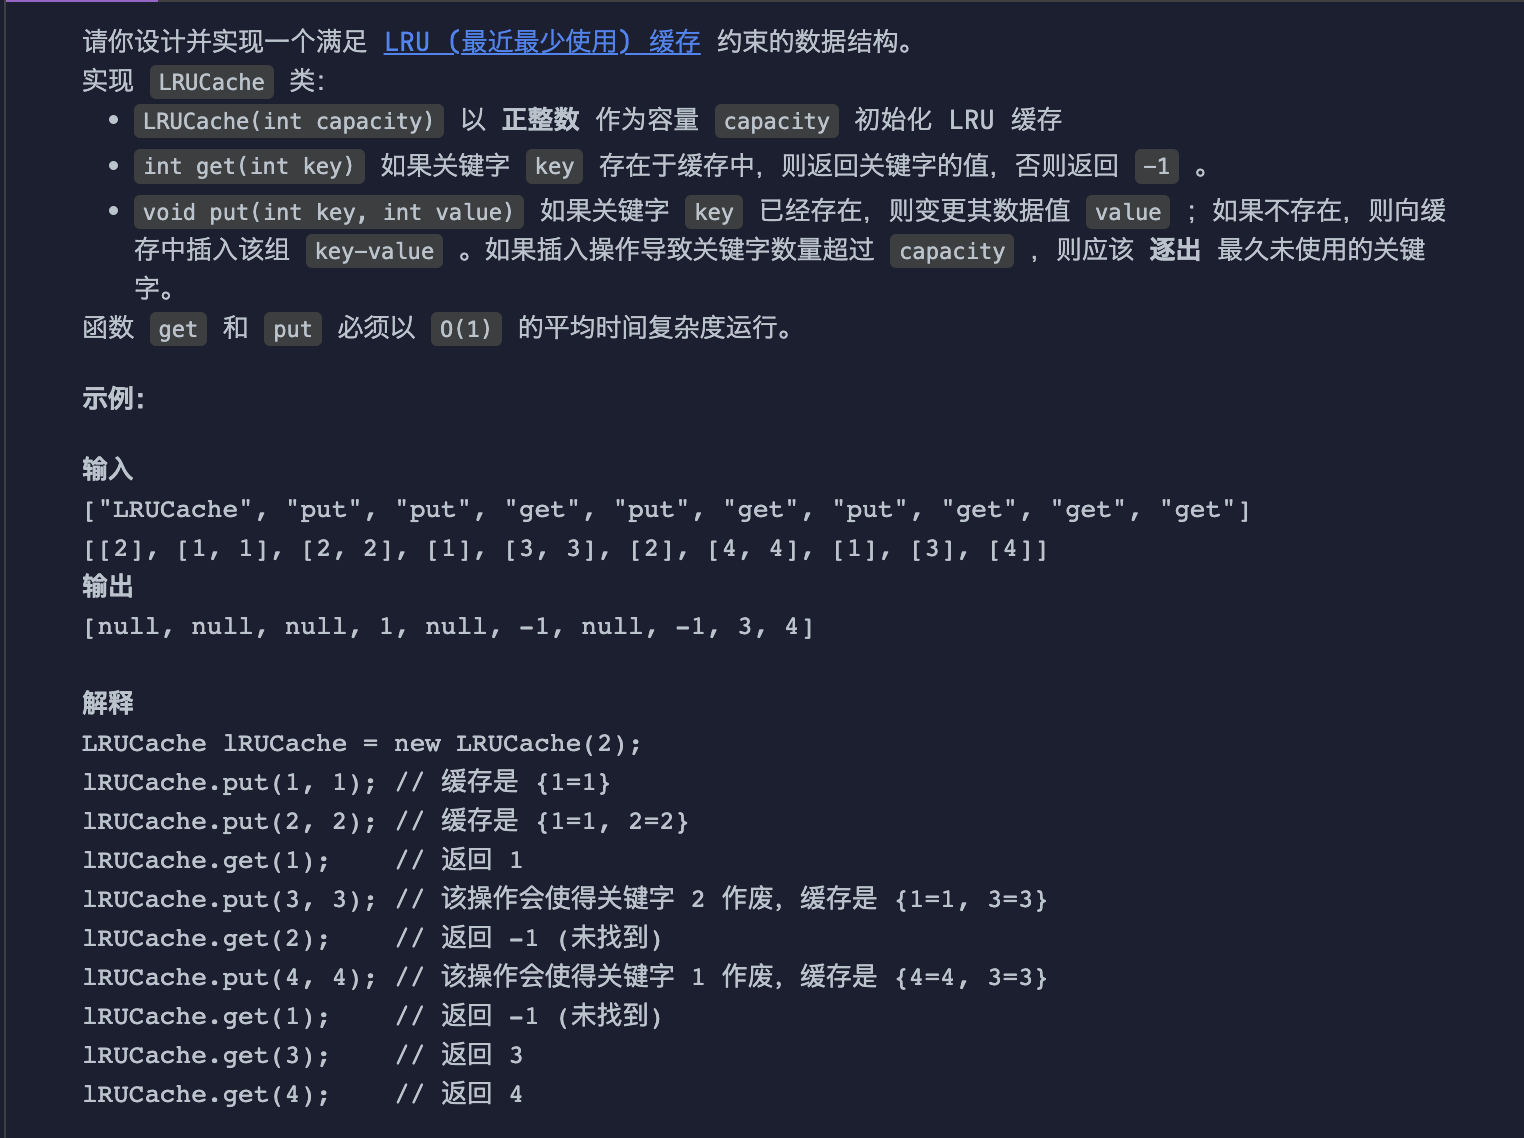 请你设计并实现一个满足 LRU (最近最少使用) 缓存 约束的数据结构。
实现 LRUCache 类：
• LRUCache(int capacity) 以 正整数 作为容量 capacity 初始化 LRU 缓存
• int get(int key) 如果关键字 key 存在于缓存中，则返回关键字的值，否则返回 -1 。
• void put(int key, int value) 如果关键字 key 已经存在，则变更其数据值 value ；如果不存在，则向缓
存中插入该组 key-value 。如果插入操作导致关键字数量超过 capacity ，则应该 逐出 最久未使用的关键
字。
函数 get 和 put 必须以 O(1) 的平均时间复杂度运行。
示例：
输入
["LRUCache", "put", "put", "get", "put", "get", "put", "get", "get", "get"]
[[2], [1, 1], [2, 2], [1], [3, 3], [2], [4, 4], [1], [3], [4]]
输出
[null, null, null, 1, null, -1, null, -1, 3, 4]
解释
LRUCache lRUCache = new LRUCache(2);
lRUCache.put(1, 1); // 缓存是 {1=1}
lRUCache.put(2, 2); // 缓存是 {1=1, 2=2}
lRUCache.get(1);    // 返回 1
lRUCache.put(3, 3); // 该操作会使得关键字 2 作废，缓存是 {1=1, 3=3}
lRUCache.get(2);    // 返回 -1 (未找到)
lRUCache.put(4, 4); // 该操作会使得关键字 1 作废，缓存是 {4=4, 3=3}
lRUCache.get(1);    // 返回 -1 (未找到)
lRUCache.get(3);    // 返回 3
lRUCache.get(4);    // 返回 4